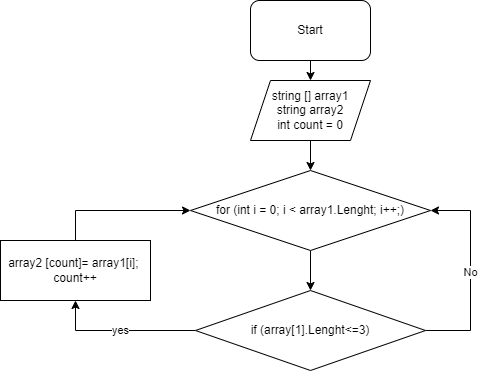 Start
string [] array1
string array2
int count = 0
for (int i = 0; i < array1.Lenght; i++;)
array2 [count]= array1[i];
count++
No
if (array[1].Lenght<=3)
yes